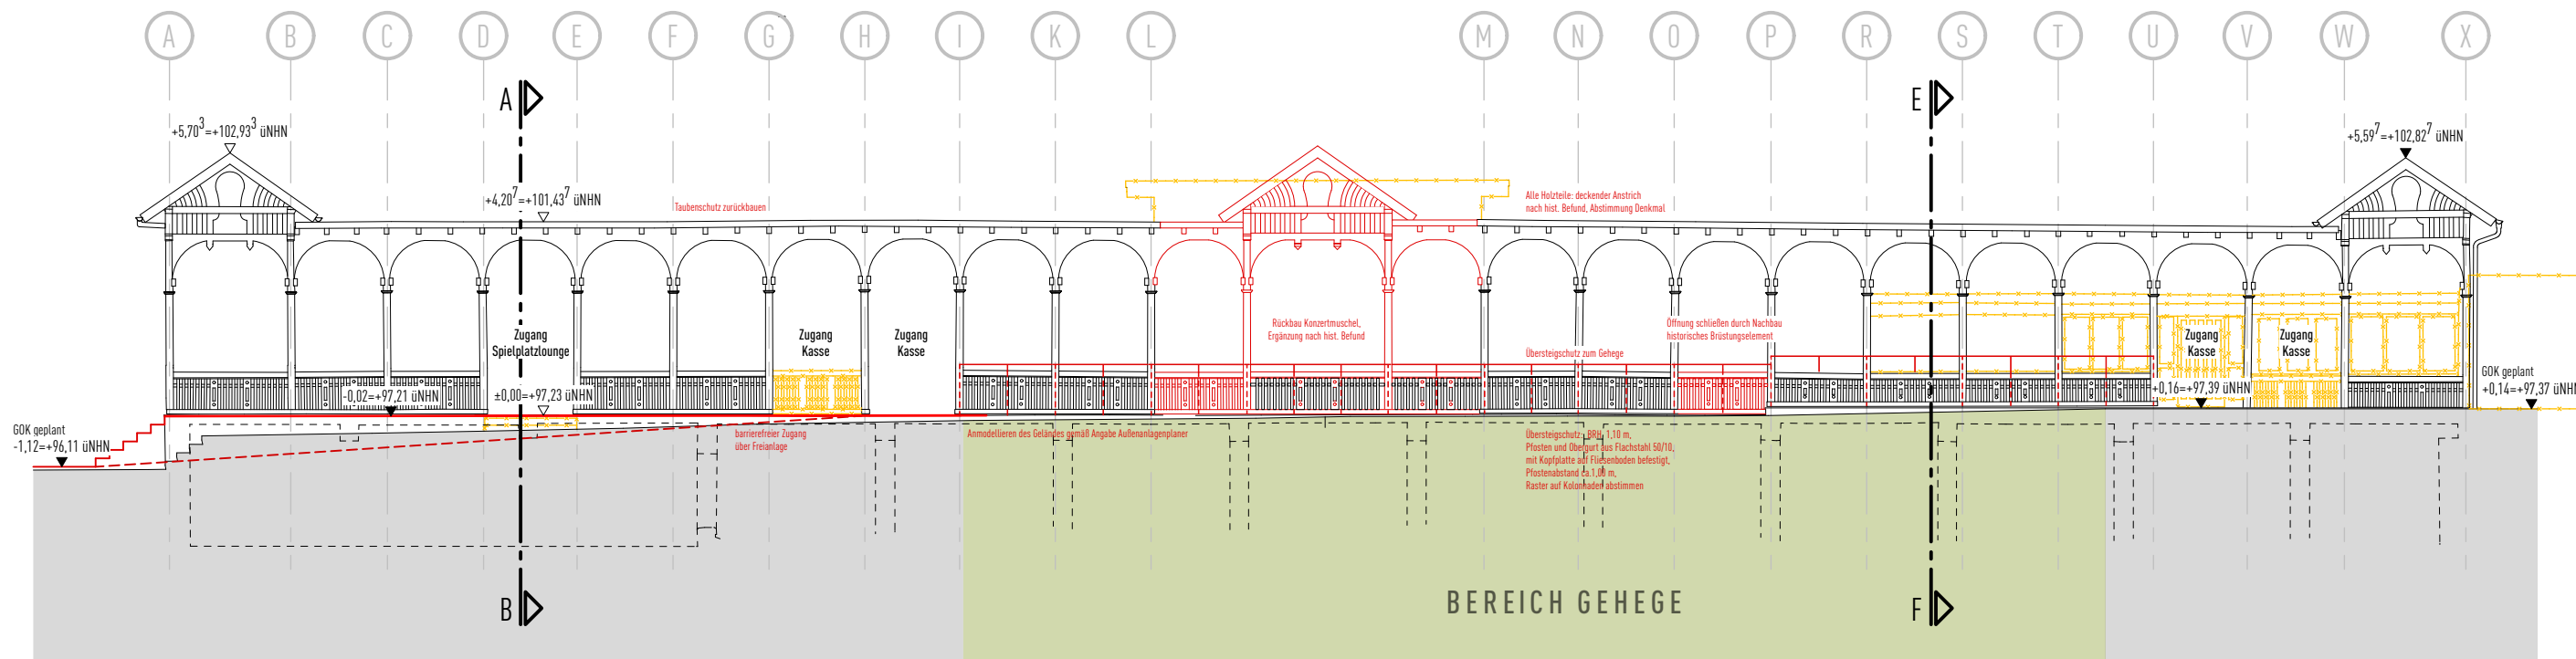 A B C D E F G H I K L M N O P R S T U V W X
A
E
+5,70³=+102,93³ üNHN
+5,59⁷=+102,82⁷ üNHN
+4,20⁷=+101,43⁷ üNHN
Taubenschutz zurückbauen
Alle Holzteile: deckender Anstrich
nach hist. Befund, Abstimmung Denkmal
Zugang
Spielplatzlounge
Zugang
Kasse
Zugang
Kasse
Rückbau Konzertmuschel,
Ergänzung nach hist. Befund
Öffnung schließen durch Nachbau
historisches Brüstungselement
Übersteigschutz zum Gehege
Zugang
Kasse
Zugang
Kasse
-0,02=+97,21 üNHN
±0,00=+97,23 üNHN
+0,16=+97,39 üNHN
GOK geplant
+0,14=+97,37 üNHN
GOK geplant
-1,12=+96,11 üNHN
barrierefreier Zugang
über Freianlage
Anmodellieren des Geländes gemäß Angabe Außenanlagenplaner
Übersteigschutz: BRH 1,10 m,
Pfosten und Obergurt aus Flachstahl 50/10,
mit Kopfplatte auf Fliesenboden befestigt,
Pfostenabstand ca.1,00 m,
Raster auf Kolonnaden abstimmen
BEREICH GEHEGE
B
F